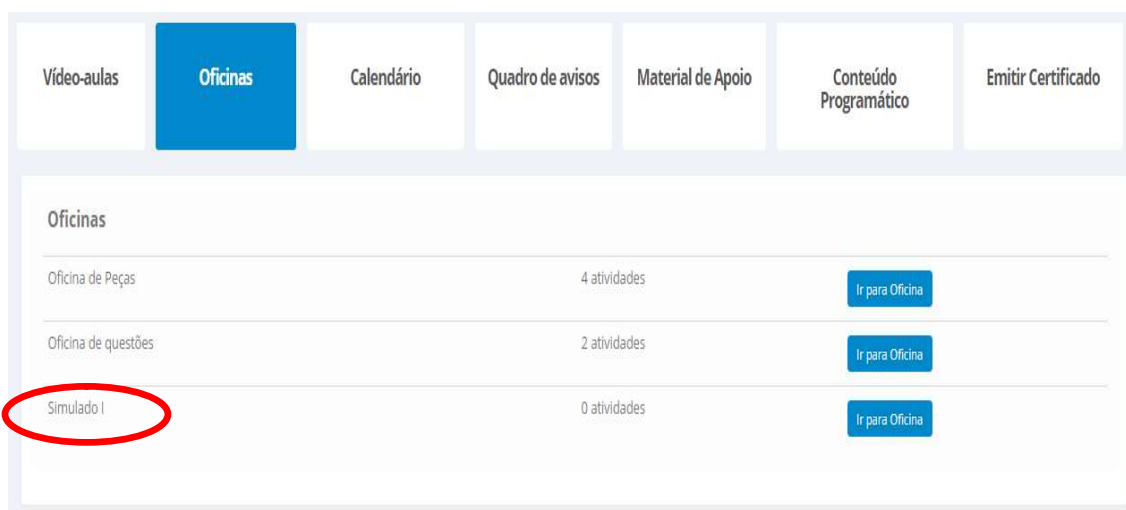 Vídeo-aulas
Oficinas
Calendário
Quadro de avisos
Material de Apoio
Conteúdo
Programático
Emitir Certificado
Oficinas
Oficina de Peças 4 atividades Ir para Oficina
Oficina de questões 2 atividades Ir para Oficina
Simulado I 0 atividades Ir para Oficina